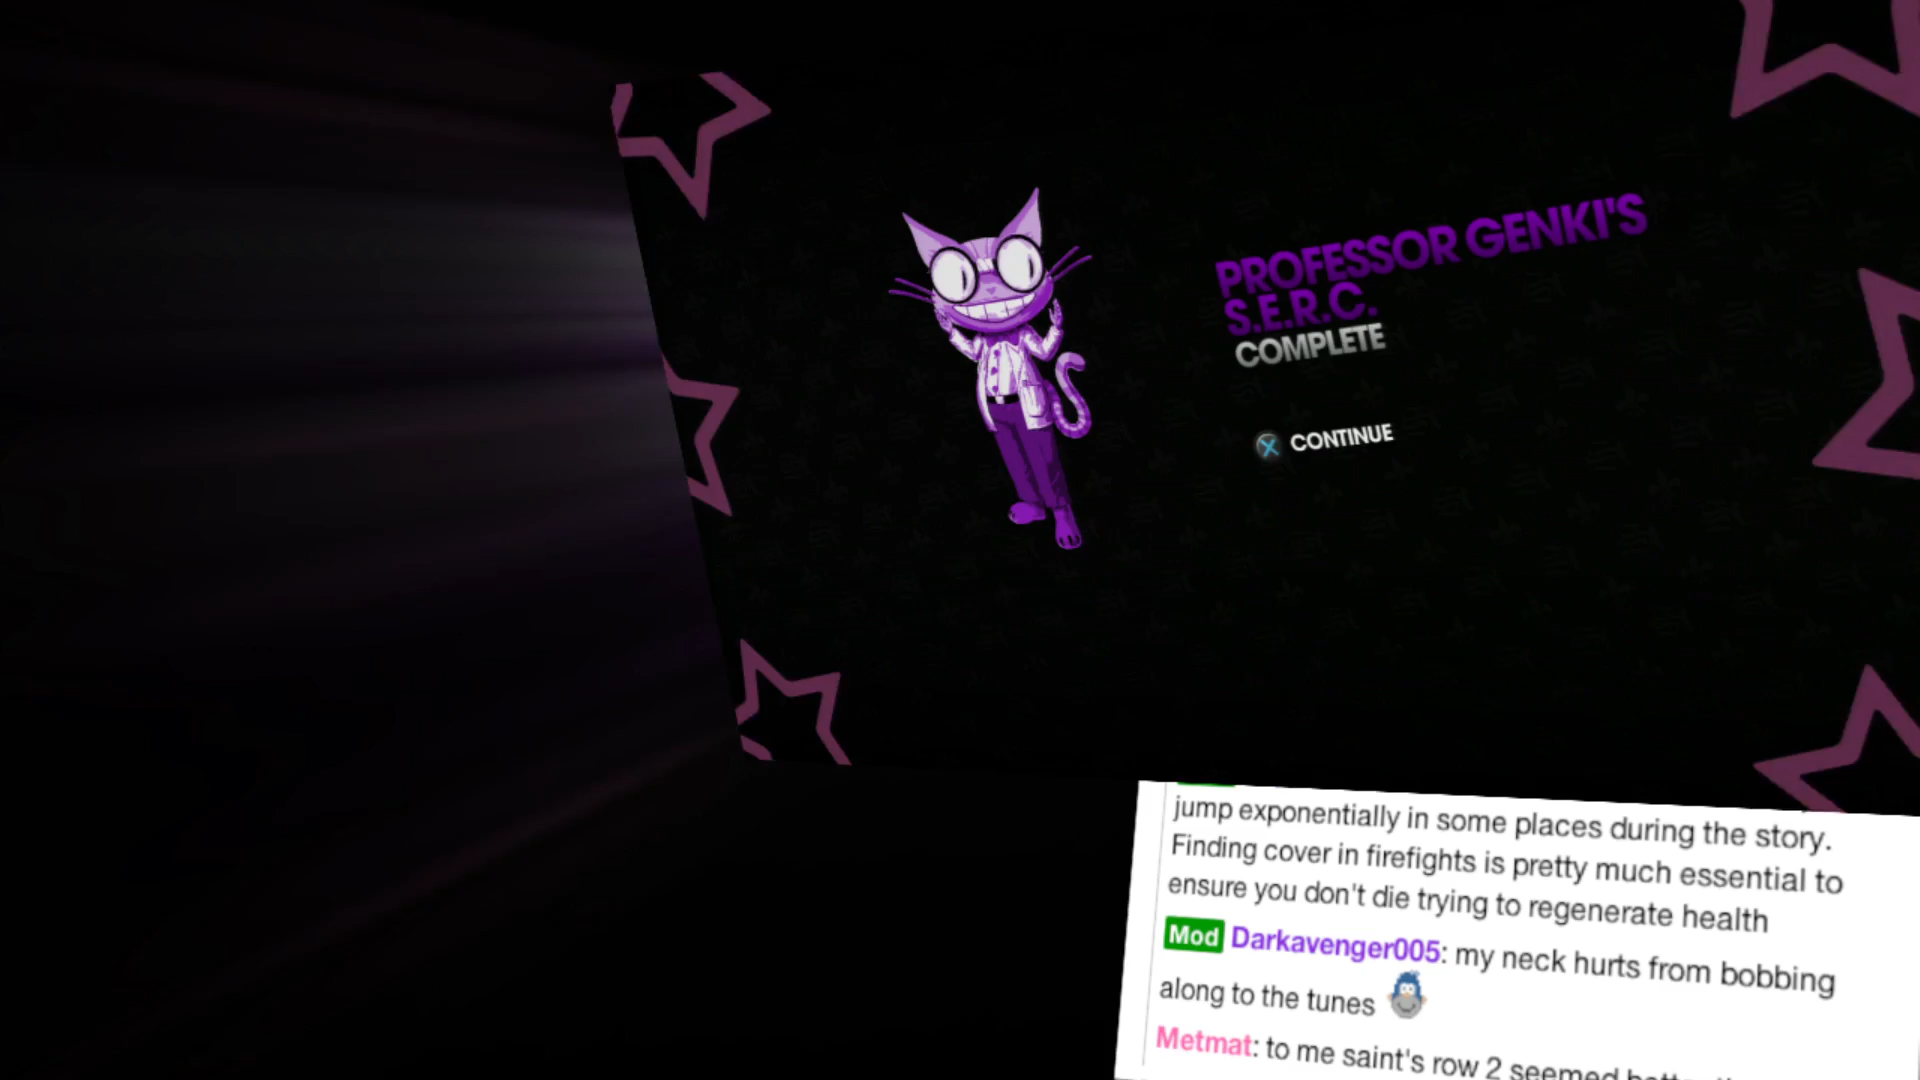 PROFESSOR GENKI'S
S.E.R.C.
COMPLETE
CONTINUE
jump exponentially in some places during the story.
Finding cover in firefights is pretty much essential to
ensure you don't die trying to regenerate health
Mod Darkavenger005: my neck hurts from bobbing
along to the tunes
Metmat: to me saint's row 2 seemed